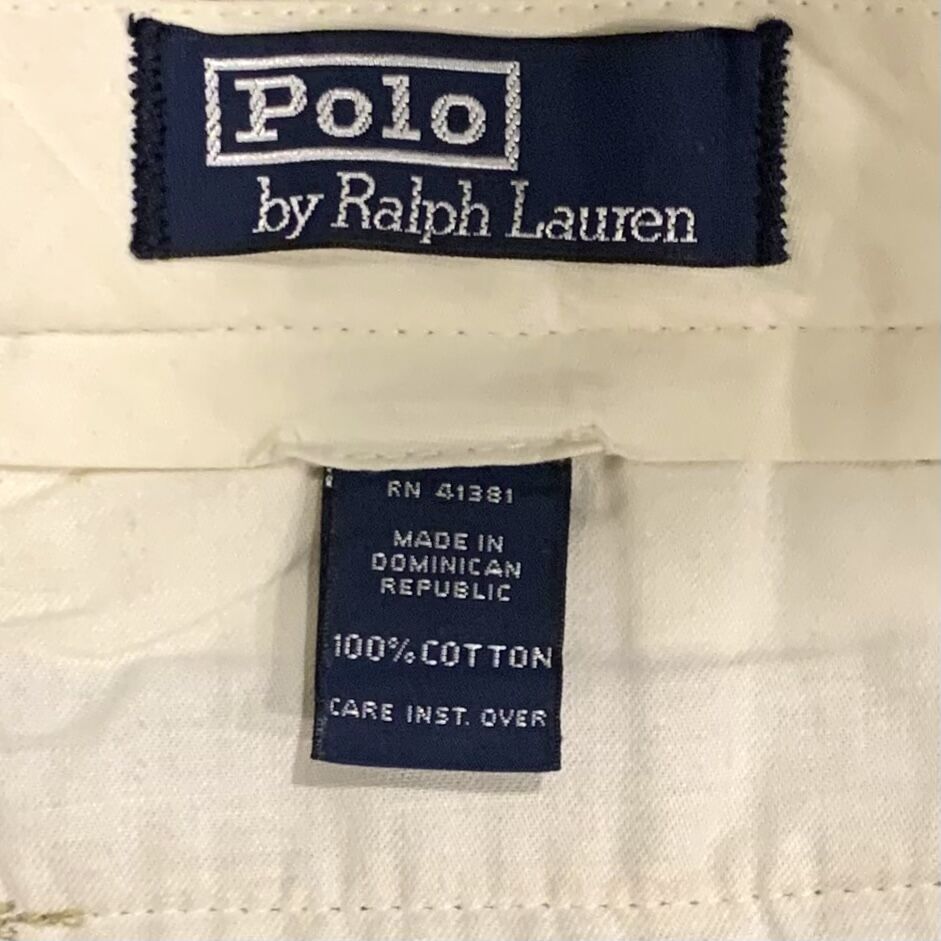 Polo
by Ralph Lauren
RN 41381
MADE IN
DOMINICAN
REPUBLIC
100% COTTON
CARE INST. OVER